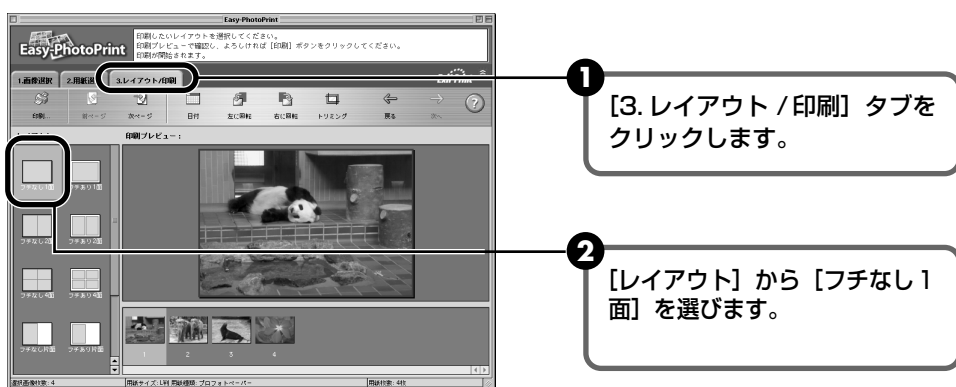 Easy-PhotoPrint
Easy-PhotoPrint
印刷したいレイアウトを選択してください。
印刷プレビューで確認し、よろしければ［印刷］ボタンをクリックしてください。
印刷が開始されます。
1.画像選択
3.レイアウト/印刷
印刷...
前ページ
次ページ
日付
左に回転
右に回転
トリミング
戻る
次へ
?
印刷プレビュー：
フチなし1面
フチあり1面
フチなし2面
フチあり2面
フチなし4面
フチあり4面
フチなし片面
フチあり片面
1
2
3
4
選択画像枚数: 4
用紙サイズ: L判 用紙種類: プロフォトペーパー
用紙枚数: 4枚
1
［3. レイアウト / 印刷］タブを
クリックします。
2
［レイアウト］から［フチなし 1
面］を選びます。